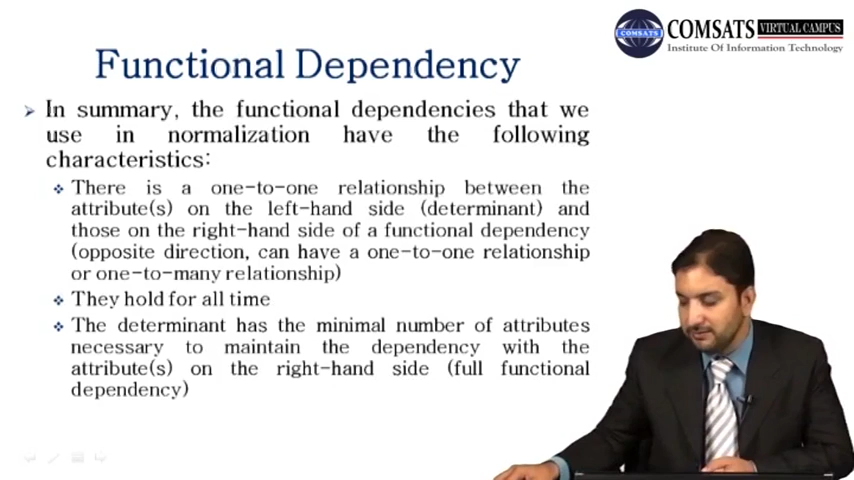 COMSATS
COMSATS VIRTUAL CAMPUS
Institute Of Information Technology
Functional Dependency
In summary, the functional dependencies that we
use in normalization have the following
characteristics:
There is a one-to-one relationship between the
attribute(s) on the left-hand side (determinant) and
those on the right-hand side of a functional dependency
(opposite direction, can have a one-to-one relationship
or one-to-many relationship)
They hold for all time
The determinant has the minimal number of attributes
necessary to maintain the dependency with the
attribute(s) on the right-hand side (full functional
dependency)